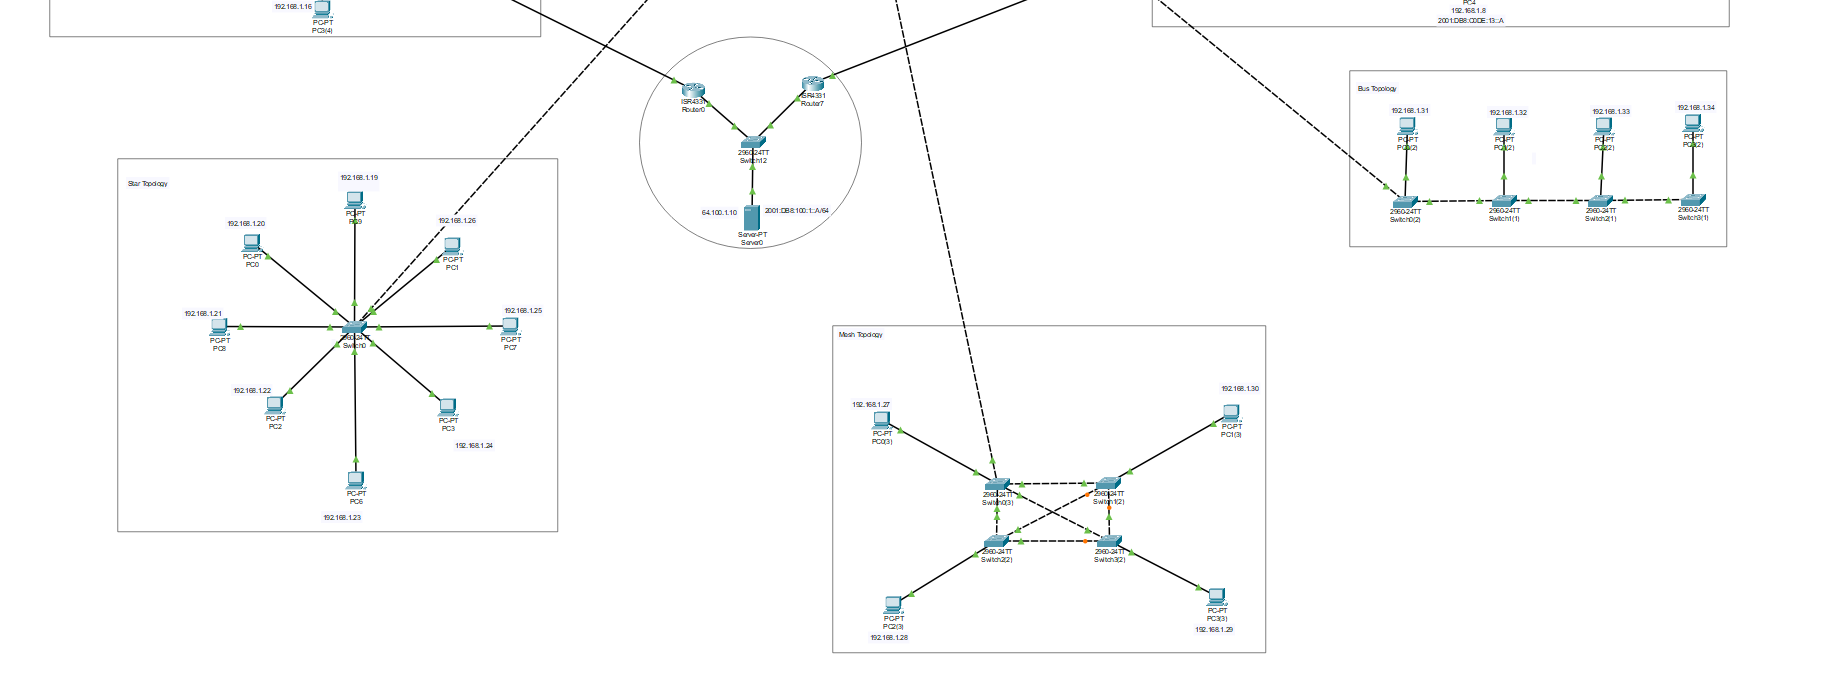 192.168.1.16
PC-PT
PC3(4)
PC4
192.168.1.8
2001:DB8:C0DE:13::A
ISR4331
Router0
ISR4331
Router7
2960-24TT
Switch12
64.100.1.10
2001:DB8:100:1::A/64
Server-PT
Server0
Bus Topology
192.168.1.31
PC-PT
PC0(2)
192.168.1.32
PC-PT
PC1(2)
192.168.1.33
PC-PT
PC2(2)
192.168.1.34
PC-PT
PC3(2)
2960-24TT
Switch0(2)
2960-24TT
Switch1(1)
2960-24TT
Switch2(1)
2960-24TT
Switch3(1)
Star Topology
192.168.1.19
PC-PT
PC9
192.168.1.20
PC-PT
PC0
192.168.1.26
PC-PT
PC1
192.168.1.21
PC-PT
PC8
192.168.1.25
PC-PT
PC7
2960-24TT
Switch0
192.168.1.22
PC-PT
PC2
PC-PT
PC3
192.168.1.24
PC-PT
PC6
192.168.1.23
Mesh Topology
192.168.1.27
PC-PT
PC0(3)
192.168.1.30
PC-PT
PC1(3)
2960-24TT
Switch0(3)
2960-24TT
Switch1(2)
2960-24TT
Switch2(2)
2960-24TT
Switch3(2)
PC-PT
PC2(3)
192.168.1.28
PC-PT
PC3(3)
192.168.1.29